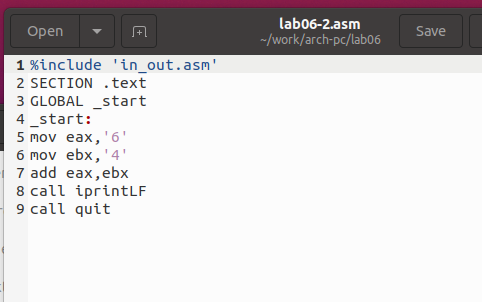 Open
lab06-2.asm
~/work/arch-pc/lab06
Save
1 %include 'in_out.asm'
2 SECTION .text
3 GLOBAL _start
4 _start:
5 mov eax,'6'
6 mov ebx,'4'
7 add eax,ebx
8 call iprintLF
9 call quit